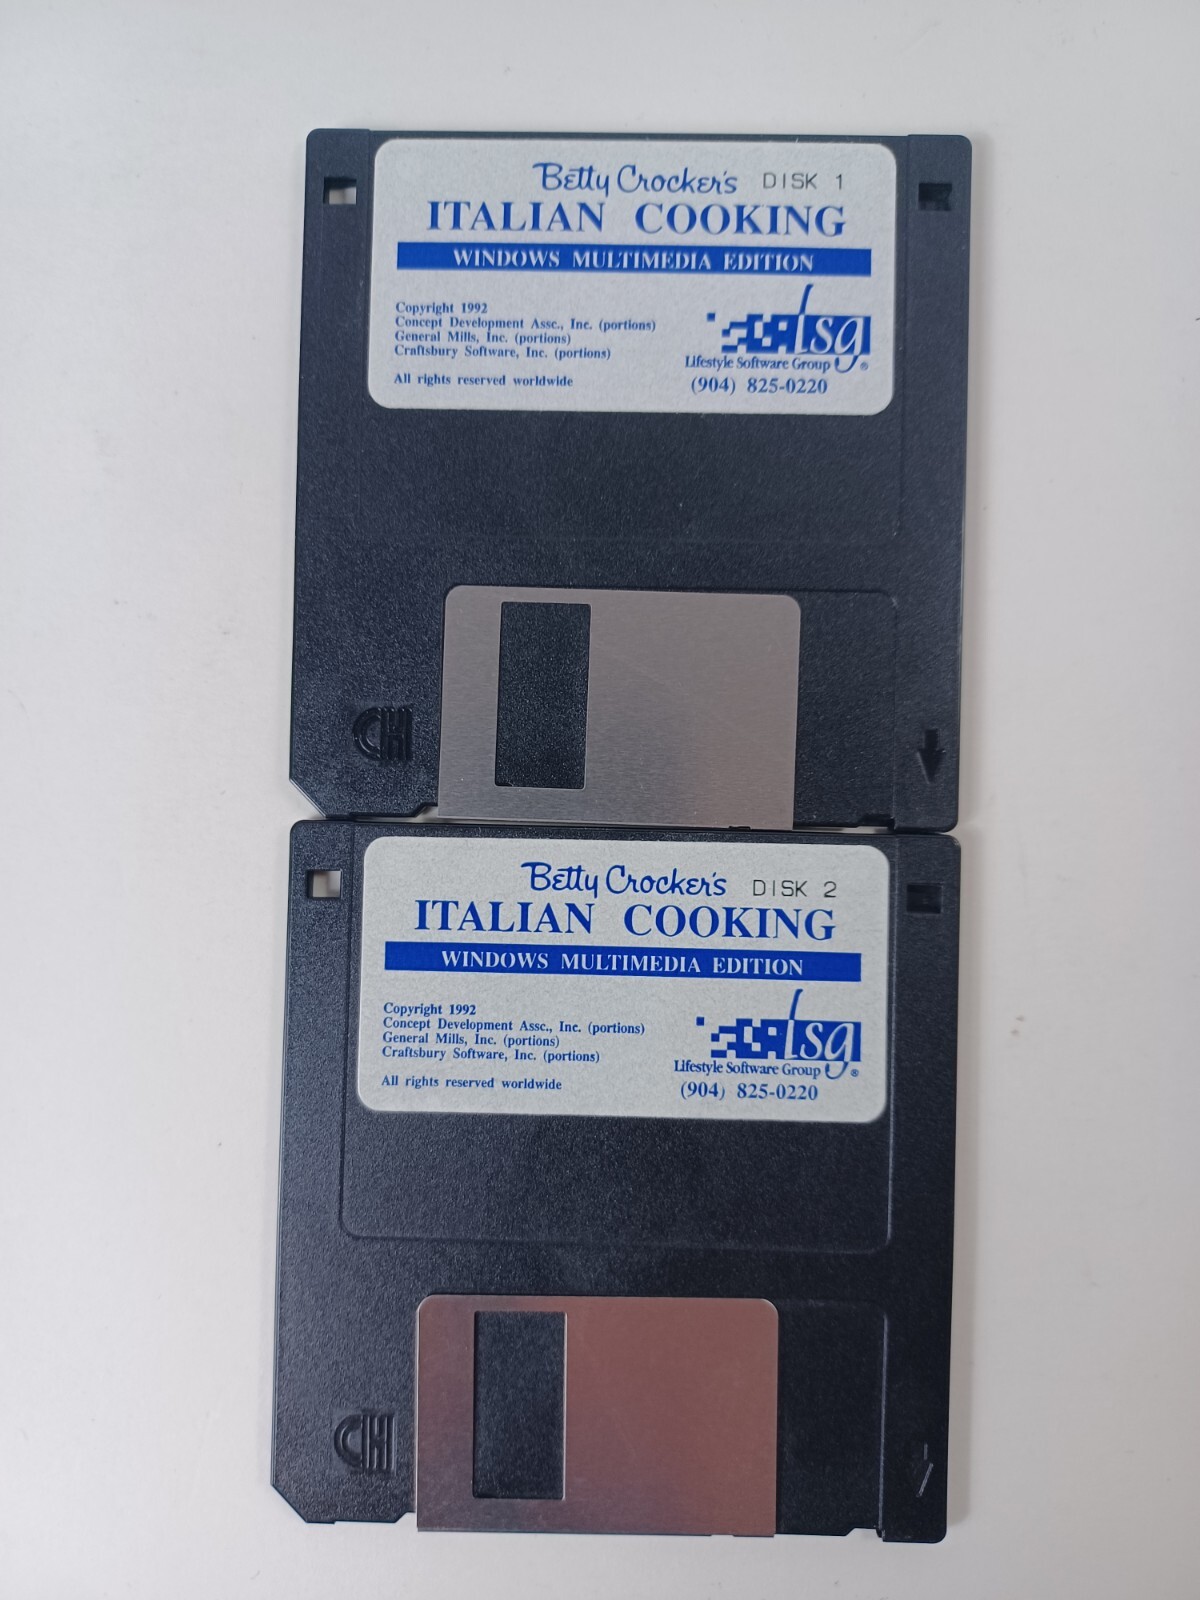 Betty Crocker's DISK 1
ITALIAN COOKING
WINDOWS MULTIMEDIA EDITION
Copyright 1992
Concept Development Assc., Inc. (portions)
General Mills, Inc. (portions)
Craftsbury Software, Inc. (portions)
All rights reserved worldwide
lsg
Lifestyle Software Group ®
(904) 825-0220
HD
Betty Crocker's DISK 2
ITALIAN COOKING
WINDOWS MULTIMEDIA EDITION
Copyright 1992
Concept Development Assc., Inc. (portions)
General Mills, Inc. (portions)
Craftsbury Software, Inc. (portions)
All rights reserved worldwide
lsg
Lifestyle Software Group ®
(904) 825-0220
HD